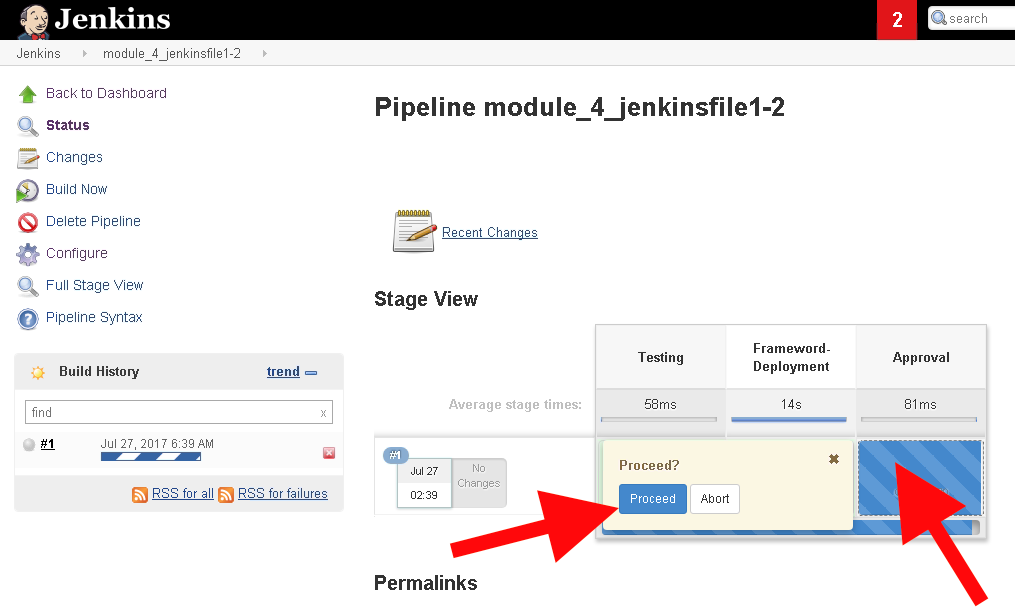 Jenkins
2
search
Jenkins
module_4_jenkinsfile1-2
Back to Dashboard
Status
Changes
Build Now
Delete Pipeline
Configure
Full Stage View
Pipeline Syntax
Build History
trend
find
x
#1
Jul 27, 2017 6:39 AM
RSS for all
RSS for failures
Pipeline module_4_jenkinsfile1-2
Recent Changes
Stage View
Testing
Frameword-
Deployment
Approval
Average stage times:
58ms
14s
81ms
#1
Jul 27
02:39
No
Changes
Proceed?
Proceed
Abort
Permalinks